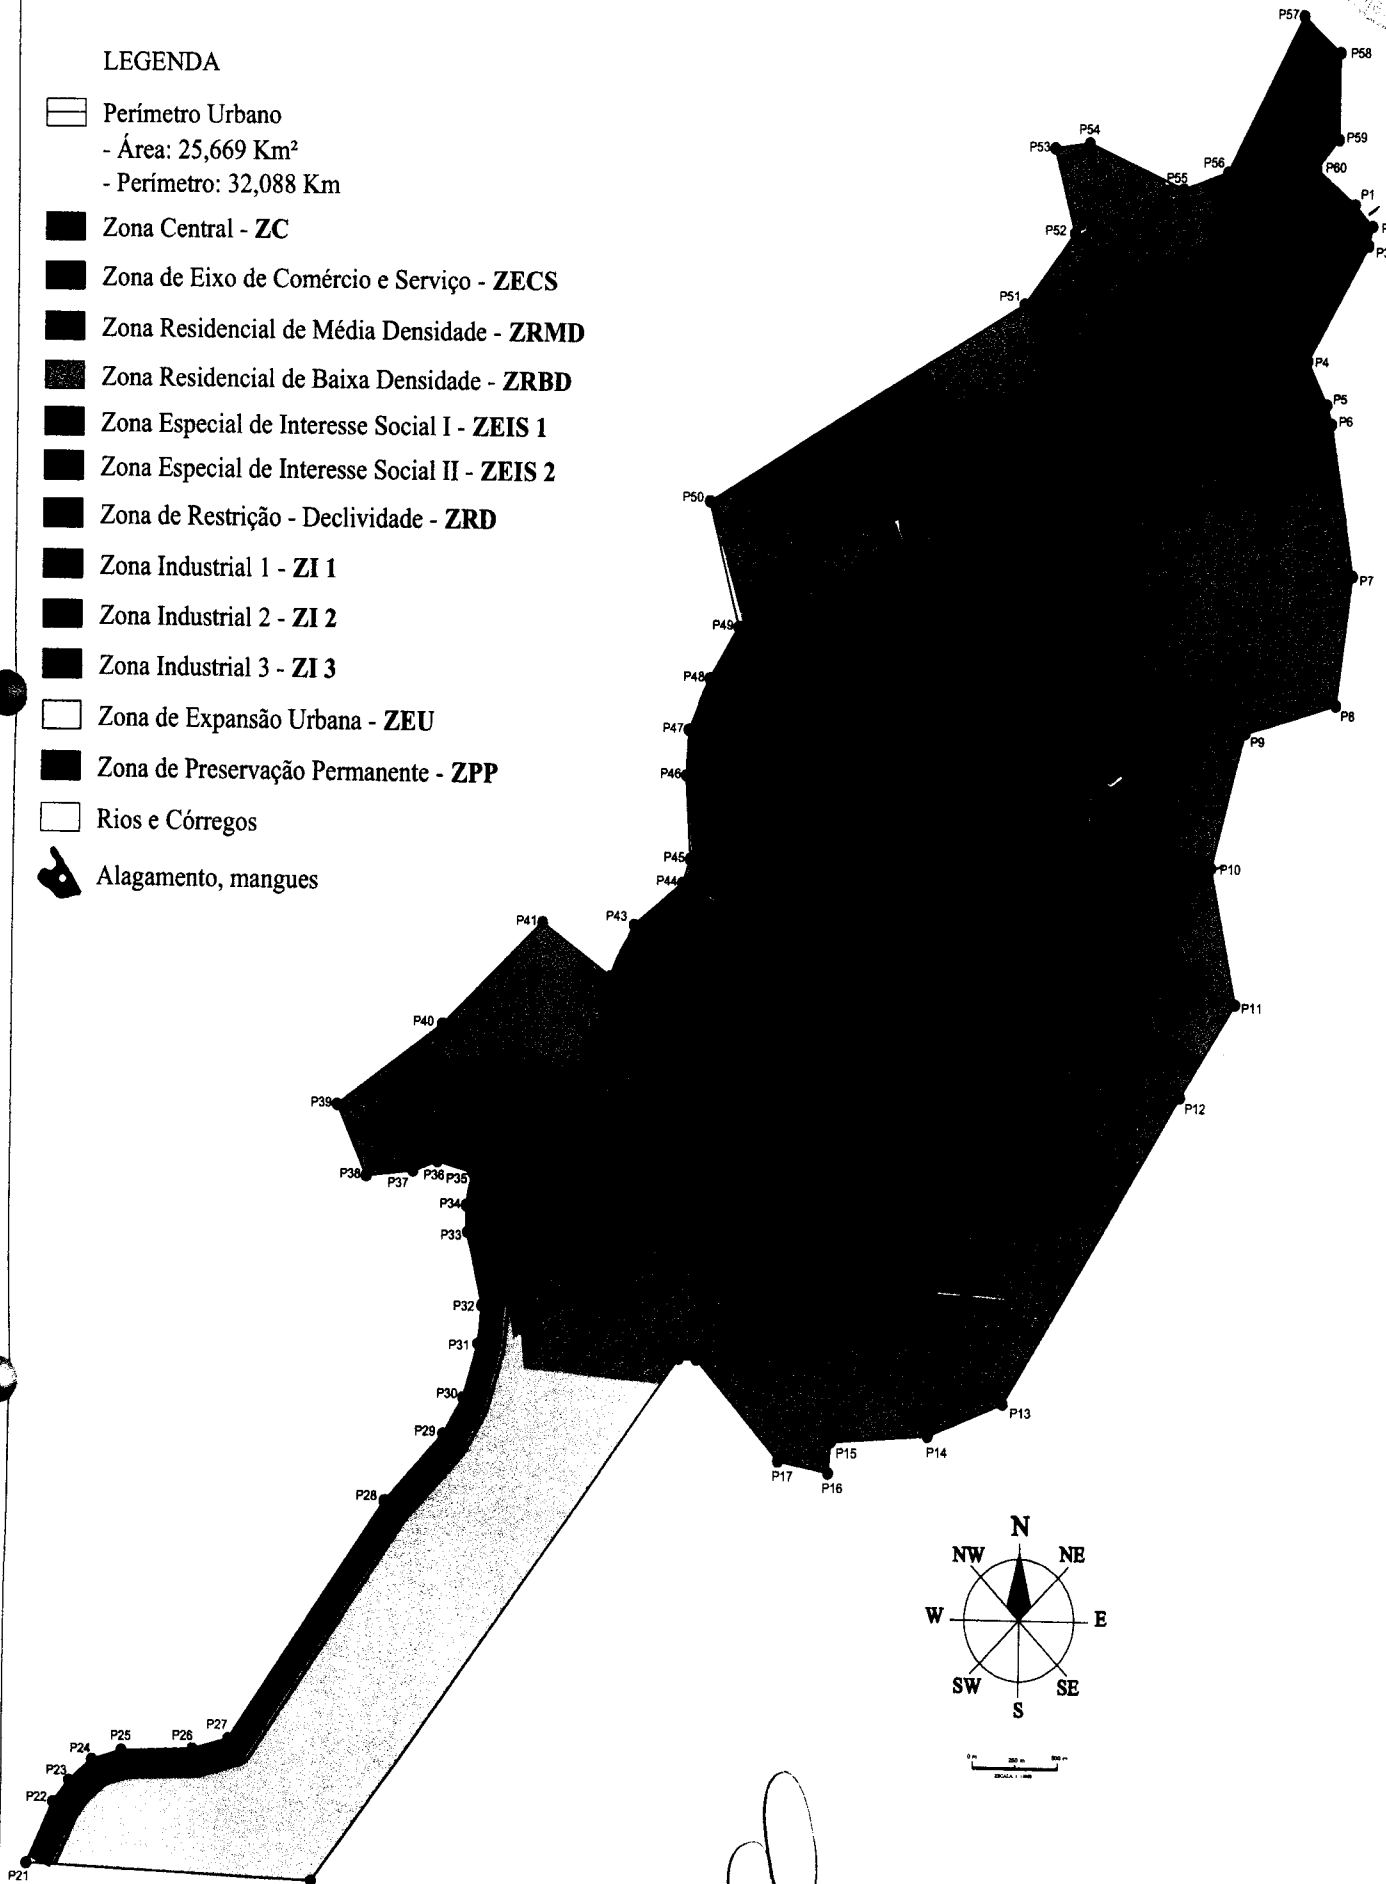 LEGENDA
Perímetro Urbano
- Área: 25,669 Km²
- Perímetro: 32,088 Km
Zona Central - ZC
Zona de Eixo de Comércio e Serviço - ZECS
Zona Residencial de Média Densidade - ZRMD
Zona Residencial de Baixa Densidade - ZRBD
Zona Especial de Interesse Social I - ZEIS 1
Zona Especial de Interesse Social II - ZEIS 2
Zona de Restrição - Declividade - ZRD
Zona Industrial 1 - ZI 1
Zona Industrial 2 - ZI 2
Zona Industrial 3 - ZI 3
Zona de Expansão Urbana - ZEU
Zona de Preservação Permanente - ZPP
Rios e Córregos
Alagamento, mangues
P57
P58
P59
P60
P1
P4
P5
P6
P7
P8
P9
P10
P11
P12
P13
P14
P15
P16
P17
P56
P55
P54
P53
P52
P51
P50
P49
P48
P47
P46
P45
P44
P43
P41
P40
P39
P38
P37
P36
P35
P34
P33
P32
P31
P30
P29
P28
P27
P26
P25
P24
P23
P22
P21
N
NW
NE
W
E
SW
SE
S
0 m
250 m
500 m